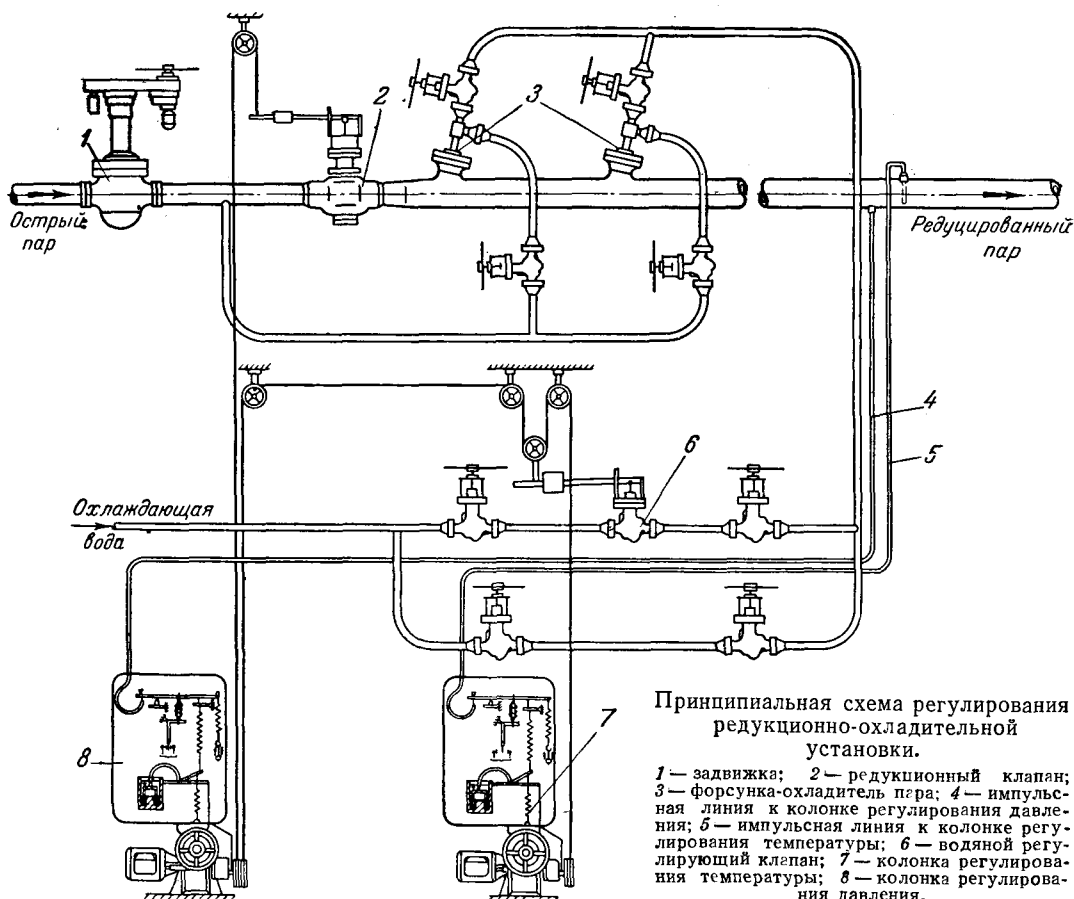 1
2
3
Острый
пар
Редуцированный
пар
4
5
6
Охлаждающая
вода
7
8
Принципиальная схема регулирования
редукционно-охладительной
установки.
1 — задвижка; 2 — редукционный клапан;
3 — форсунка-охладитель пара; 4 — импульс-
ная линия к колонке регулирования давле-
ния; 5 — импульсная линия к колонке регу-
лирования температуры; 6 — водяной регу-
лирующий клапан; 7 — колонка регулирова-
ния температуры; 8 — колонка регулирова-
ния давления.